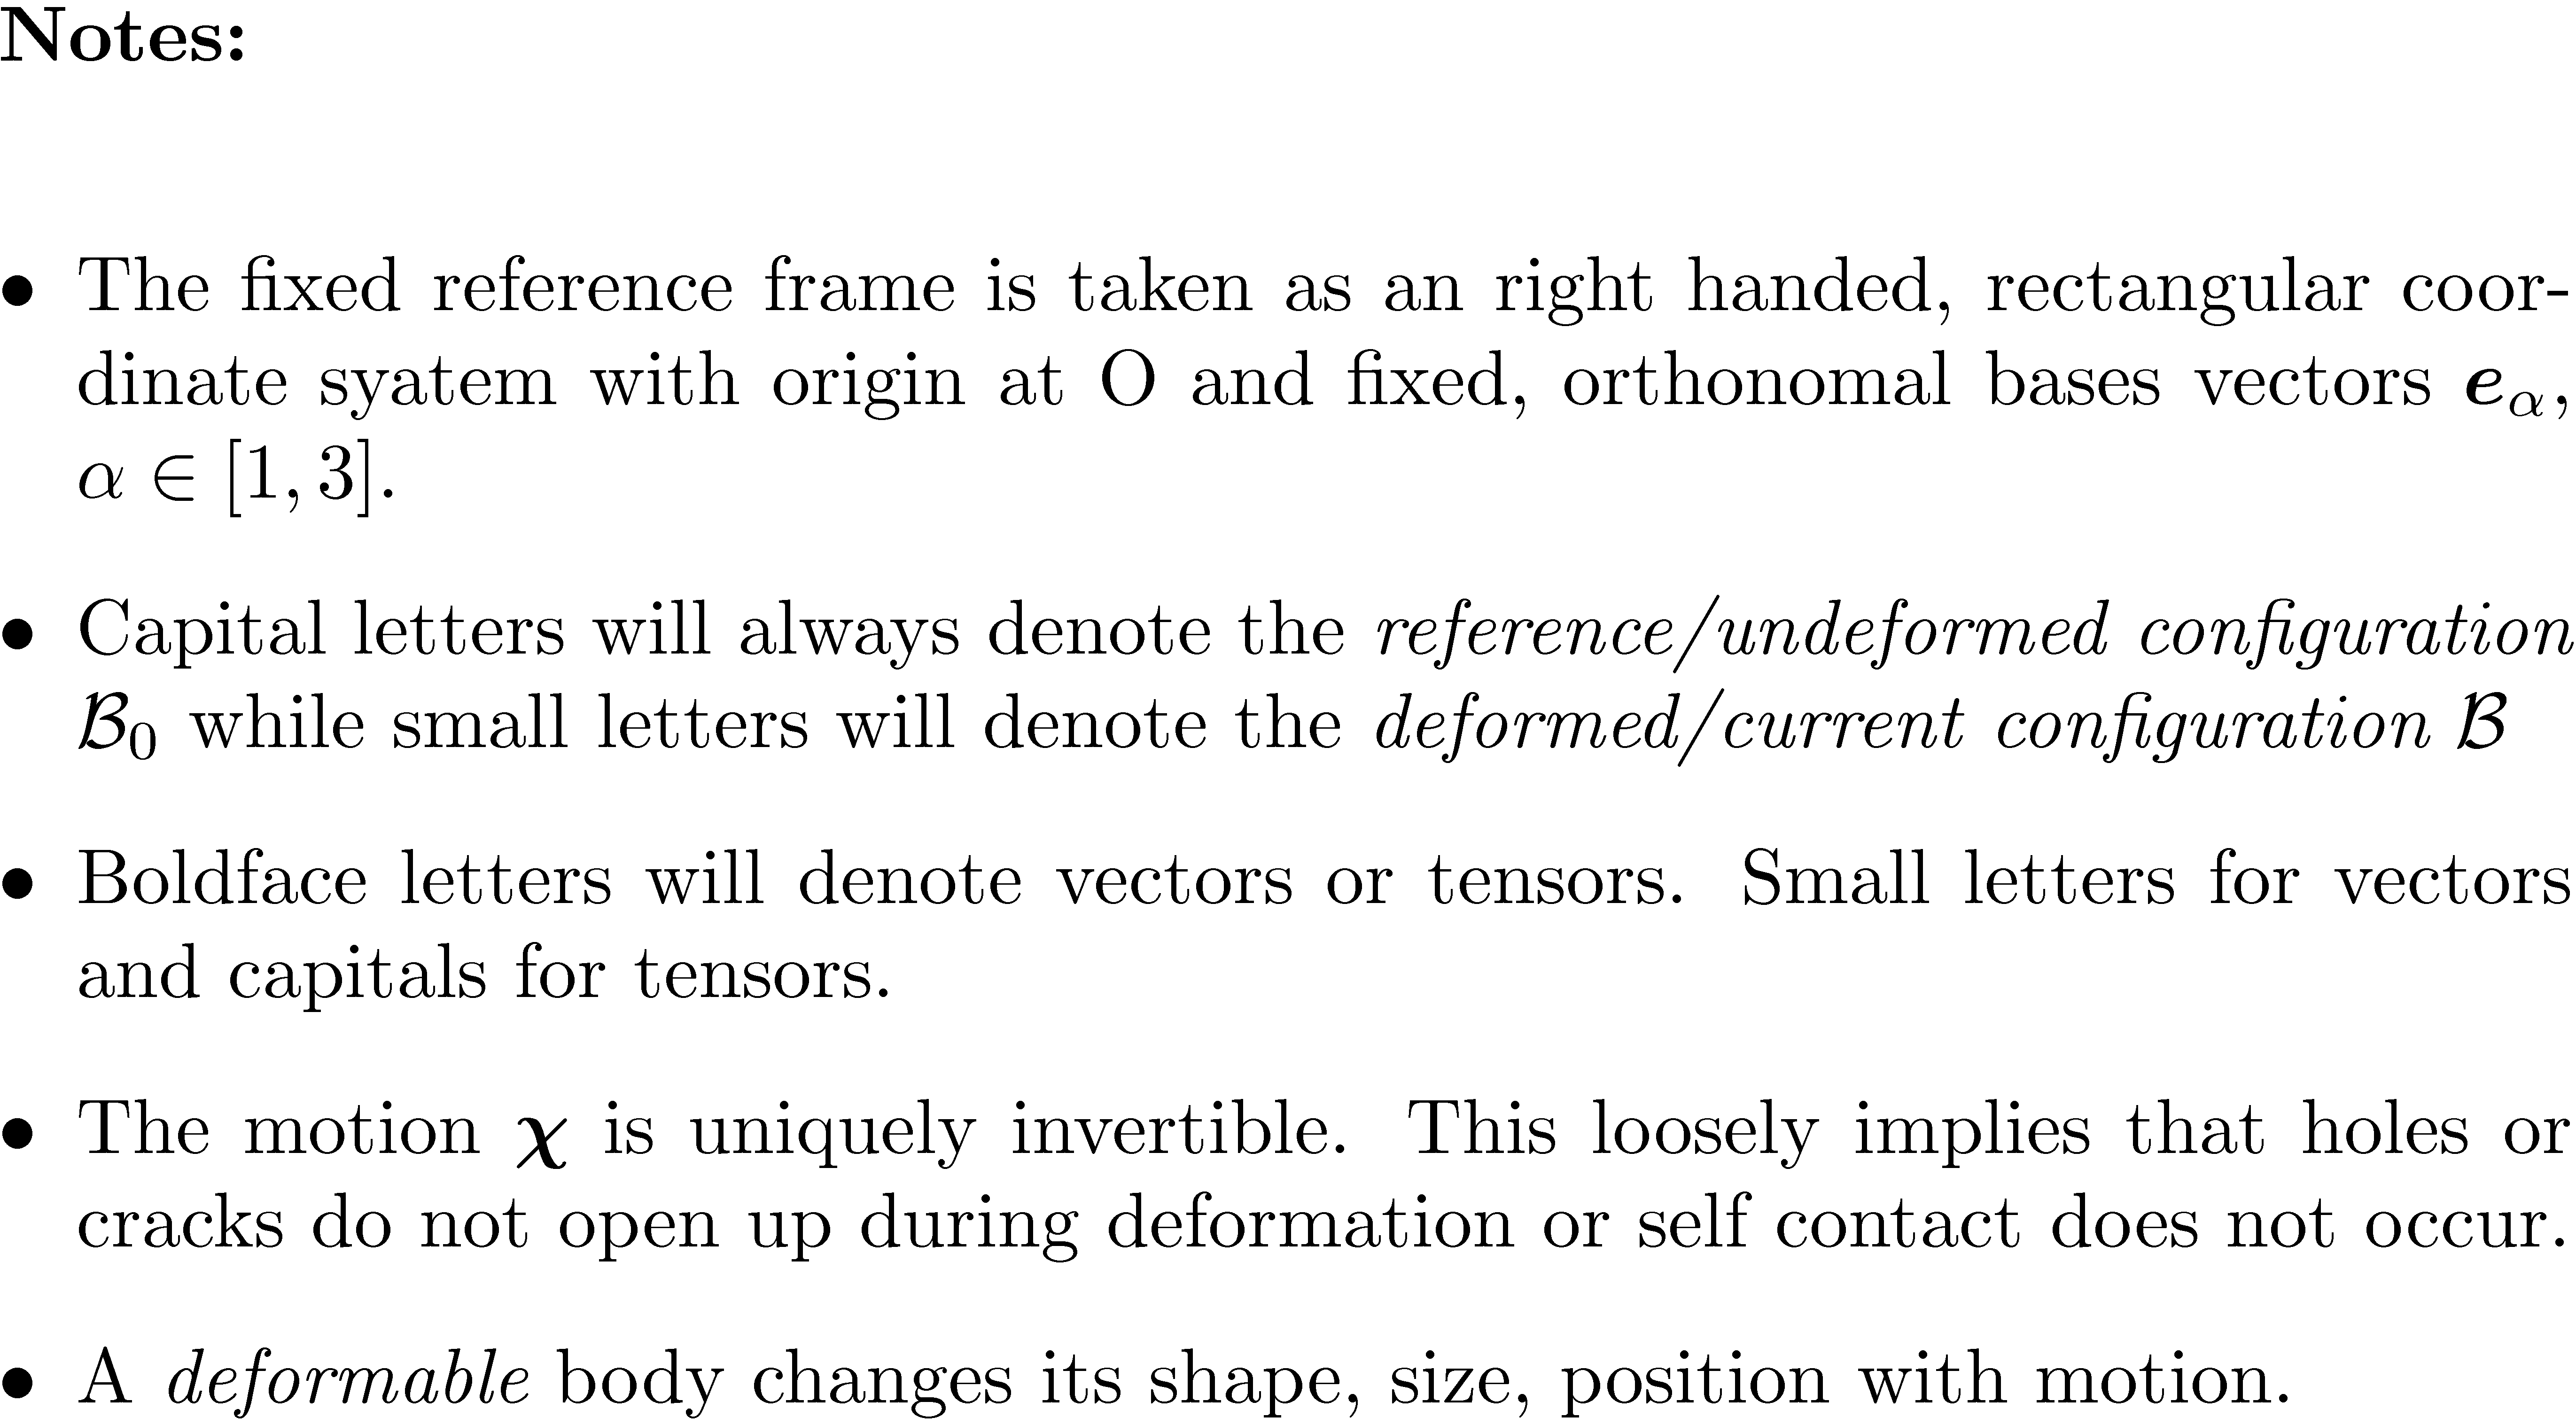 Notes:
• The fixed reference frame is taken as an right handed, rectangular coor-
dinate syatem with origin at O and fixed, orthonomal bases vectors 𝒆_α,
α ∈ [1, 3].
• Capital letters will always denote the reference/undeformed configuration
ℬ₀ while small letters will denote the deformed/current configuration ℬ
• Boldface letters will denote vectors or tensors. Small letters for vectors
and capitals for tensors.
• The motion 𝝌 is uniquely invertible. This loosely implies that holes or
cracks do not open up during deformation or self contact does not occur.
• A deformable body changes its shape, size, position with motion.